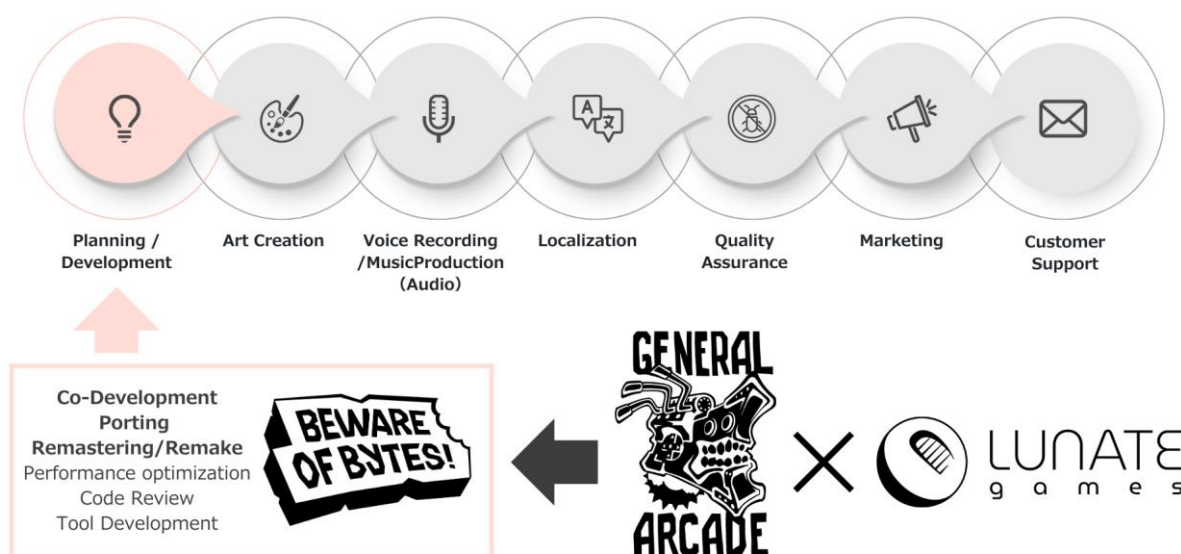 A
文
Planning /
Development
Art Creation
Voice Recording
/MusicProduction
（Audio）
Localization
Quality
Assurance
Marketing
Customer
Support
Co-Development
Porting
Remastering/Remake
Performance optimization
Code Review
Tool Development
BEWARE
OF BYTES!
GENERAL
ARCADE
LUNATE
games